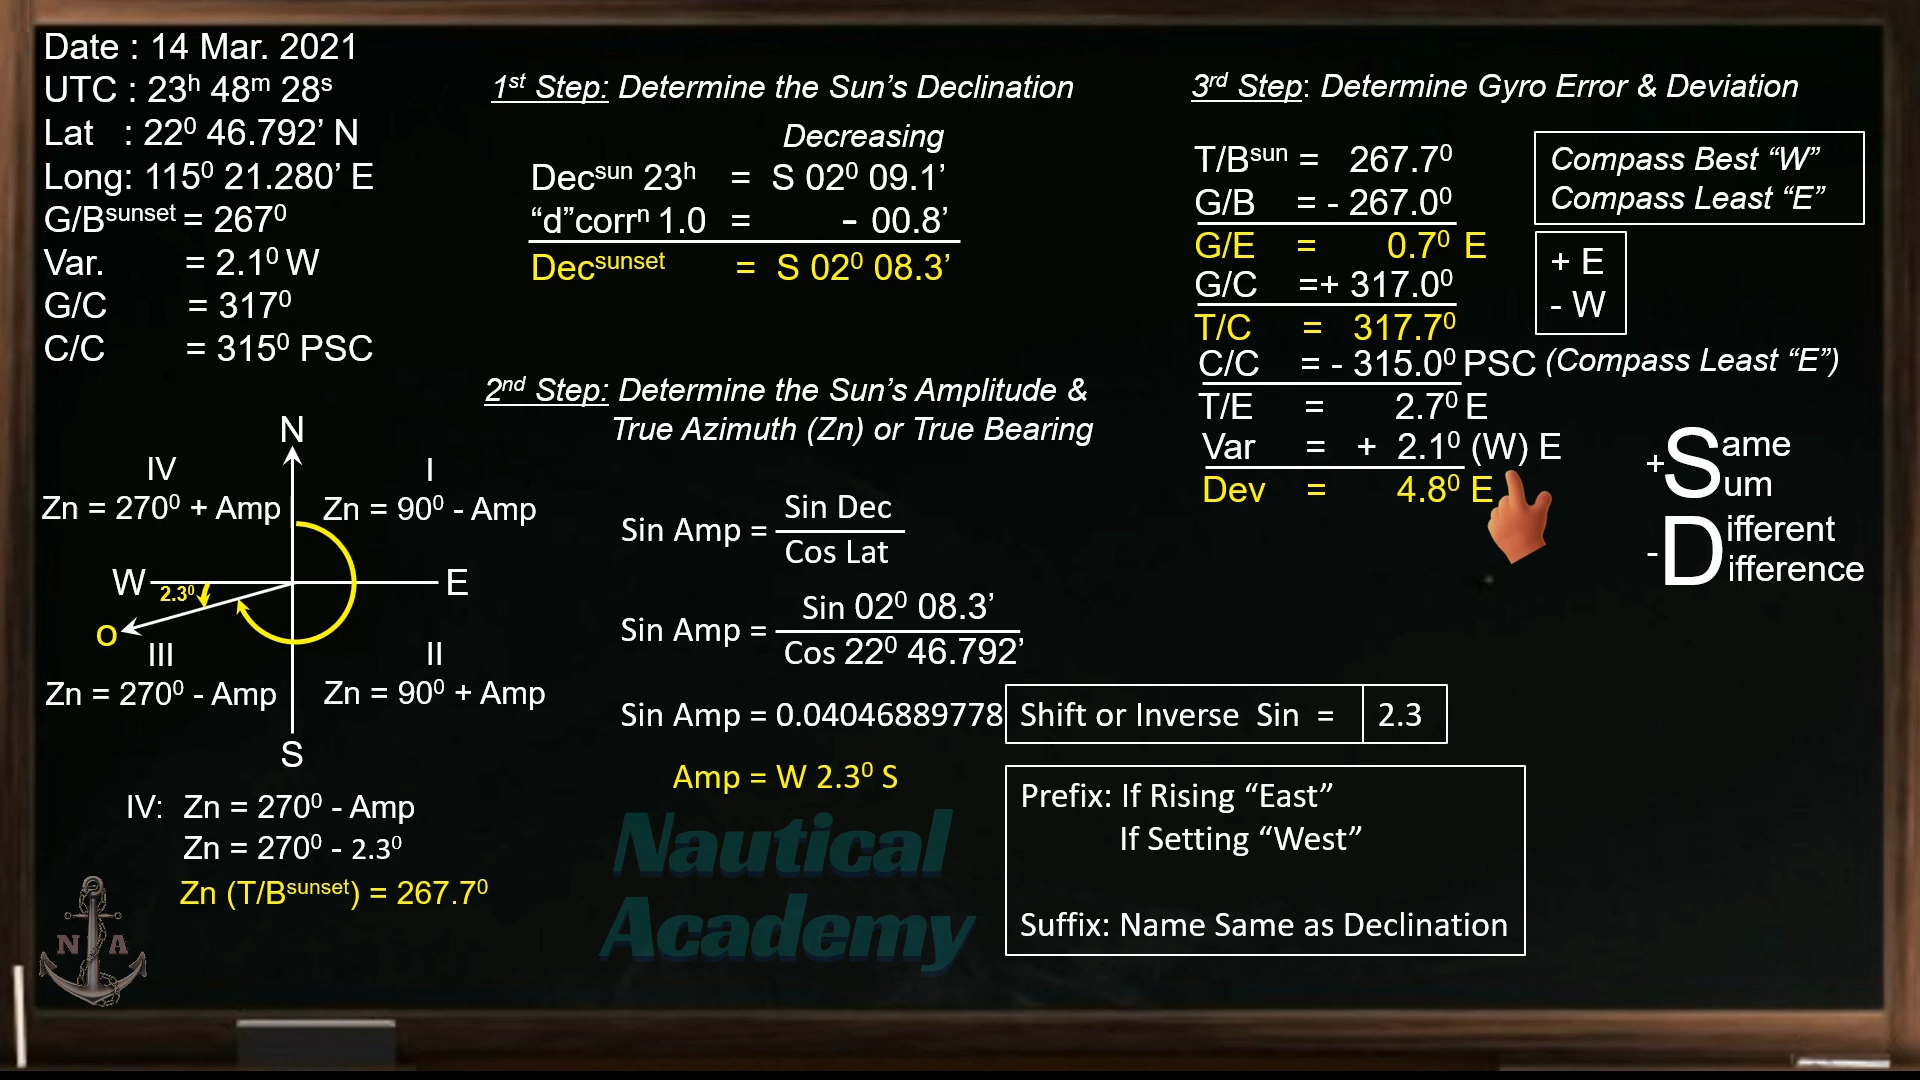 Date : 14 Mar. 2021
UTC : 23h 48m 28s
Lat : 22⁰ 46.792’ N
Long: 115⁰ 21.280’ E
G/Bsunset = 267⁰
Var. = 2.1⁰ W
G/C = 317⁰
C/C = 315⁰ PSC
N
IV
I
Zn = 270⁰ + Amp
Zn = 90⁰ - Amp
W
2.3⁰
E
O
III
II
Zn = 270⁰ - Amp
Zn = 90⁰ + Amp
S
IV: Zn = 270⁰ - Amp
Zn = 270⁰ - 2.3⁰
Zn (T/Bsunset) = 267.7⁰
N A
1st Step: Determine the Sun’s Declination
Decreasing
Decsun 23h = S 02⁰ 09.1’
“d”corrn 1.0 = - 00.8’
Decsunset = S 02⁰ 08.3’
2nd Step: Determine the Sun’s Amplitude &
True Azimuth (Zn) or True Bearing
Sin Amp = Sin Dec
Cos Lat
Sin Amp = Sin 02⁰ 08.3’
Cos 22⁰ 46.792’
Sin Amp = 0.04046889778
Shift or Inverse Sin = 2.3
Amp = W 2.3⁰ S
Prefix: If Rising “East”
If Setting “West”
Suffix: Name Same as Declination
Nautical
Academy
3rd Step: Determine Gyro Error & Deviation
T/Bsun = 267.7⁰
G/B = - 267.0⁰
G/E = 0.7⁰ E
G/C =+ 317.0⁰
T/C = 317.7⁰
C/C = - 315.0⁰ PSC (Compass Least “E”)
T/E = 2.7⁰ E
Var = + 2.1⁰ (W) E
Dev = 4.8⁰ E
Compass Best “W”
Compass Least “E”
+ E
- W
+Same
Sum
-Different
Difference